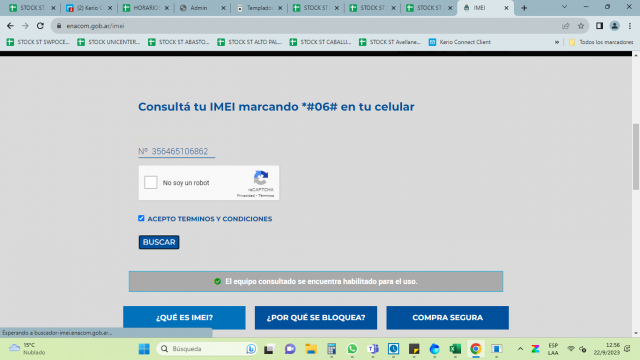 STOCK ST
(2) Kerio C
HORARIO
Admin
Templado
STOCK ST
STOCK ST
STOCK ST
IMEI
enacom.gob.ar/imei
STOCK ST SWPOCE...
STOCK ST UNICENTER...
STOCK ST ABASTO...
STOCK ST ALTO PAL...
STOCK ST CABALLI...
STOCK ST Avellane...
Kerio Connect Client
»
Todos los marcadores
Consultá tu IMEI marcando *#06# en tu celular
Nº 356465106862
No soy un robot
reCAPTCHA
Privacidad - Términos
ACEPTO TERMINOS Y CONDICIONES
BUSCAR
El equipo consultado se encuentra habilitado para el uso.
¿QUÉ ES IMEI?
¿POR QUÉ SE BLOQUEA?
COMPRA SEGURA
Esperando a buscador-imei.enacom.gob.ar...
15°C
Nublado
Búsqueda
ESP
LAA
12:56
22/9/2023